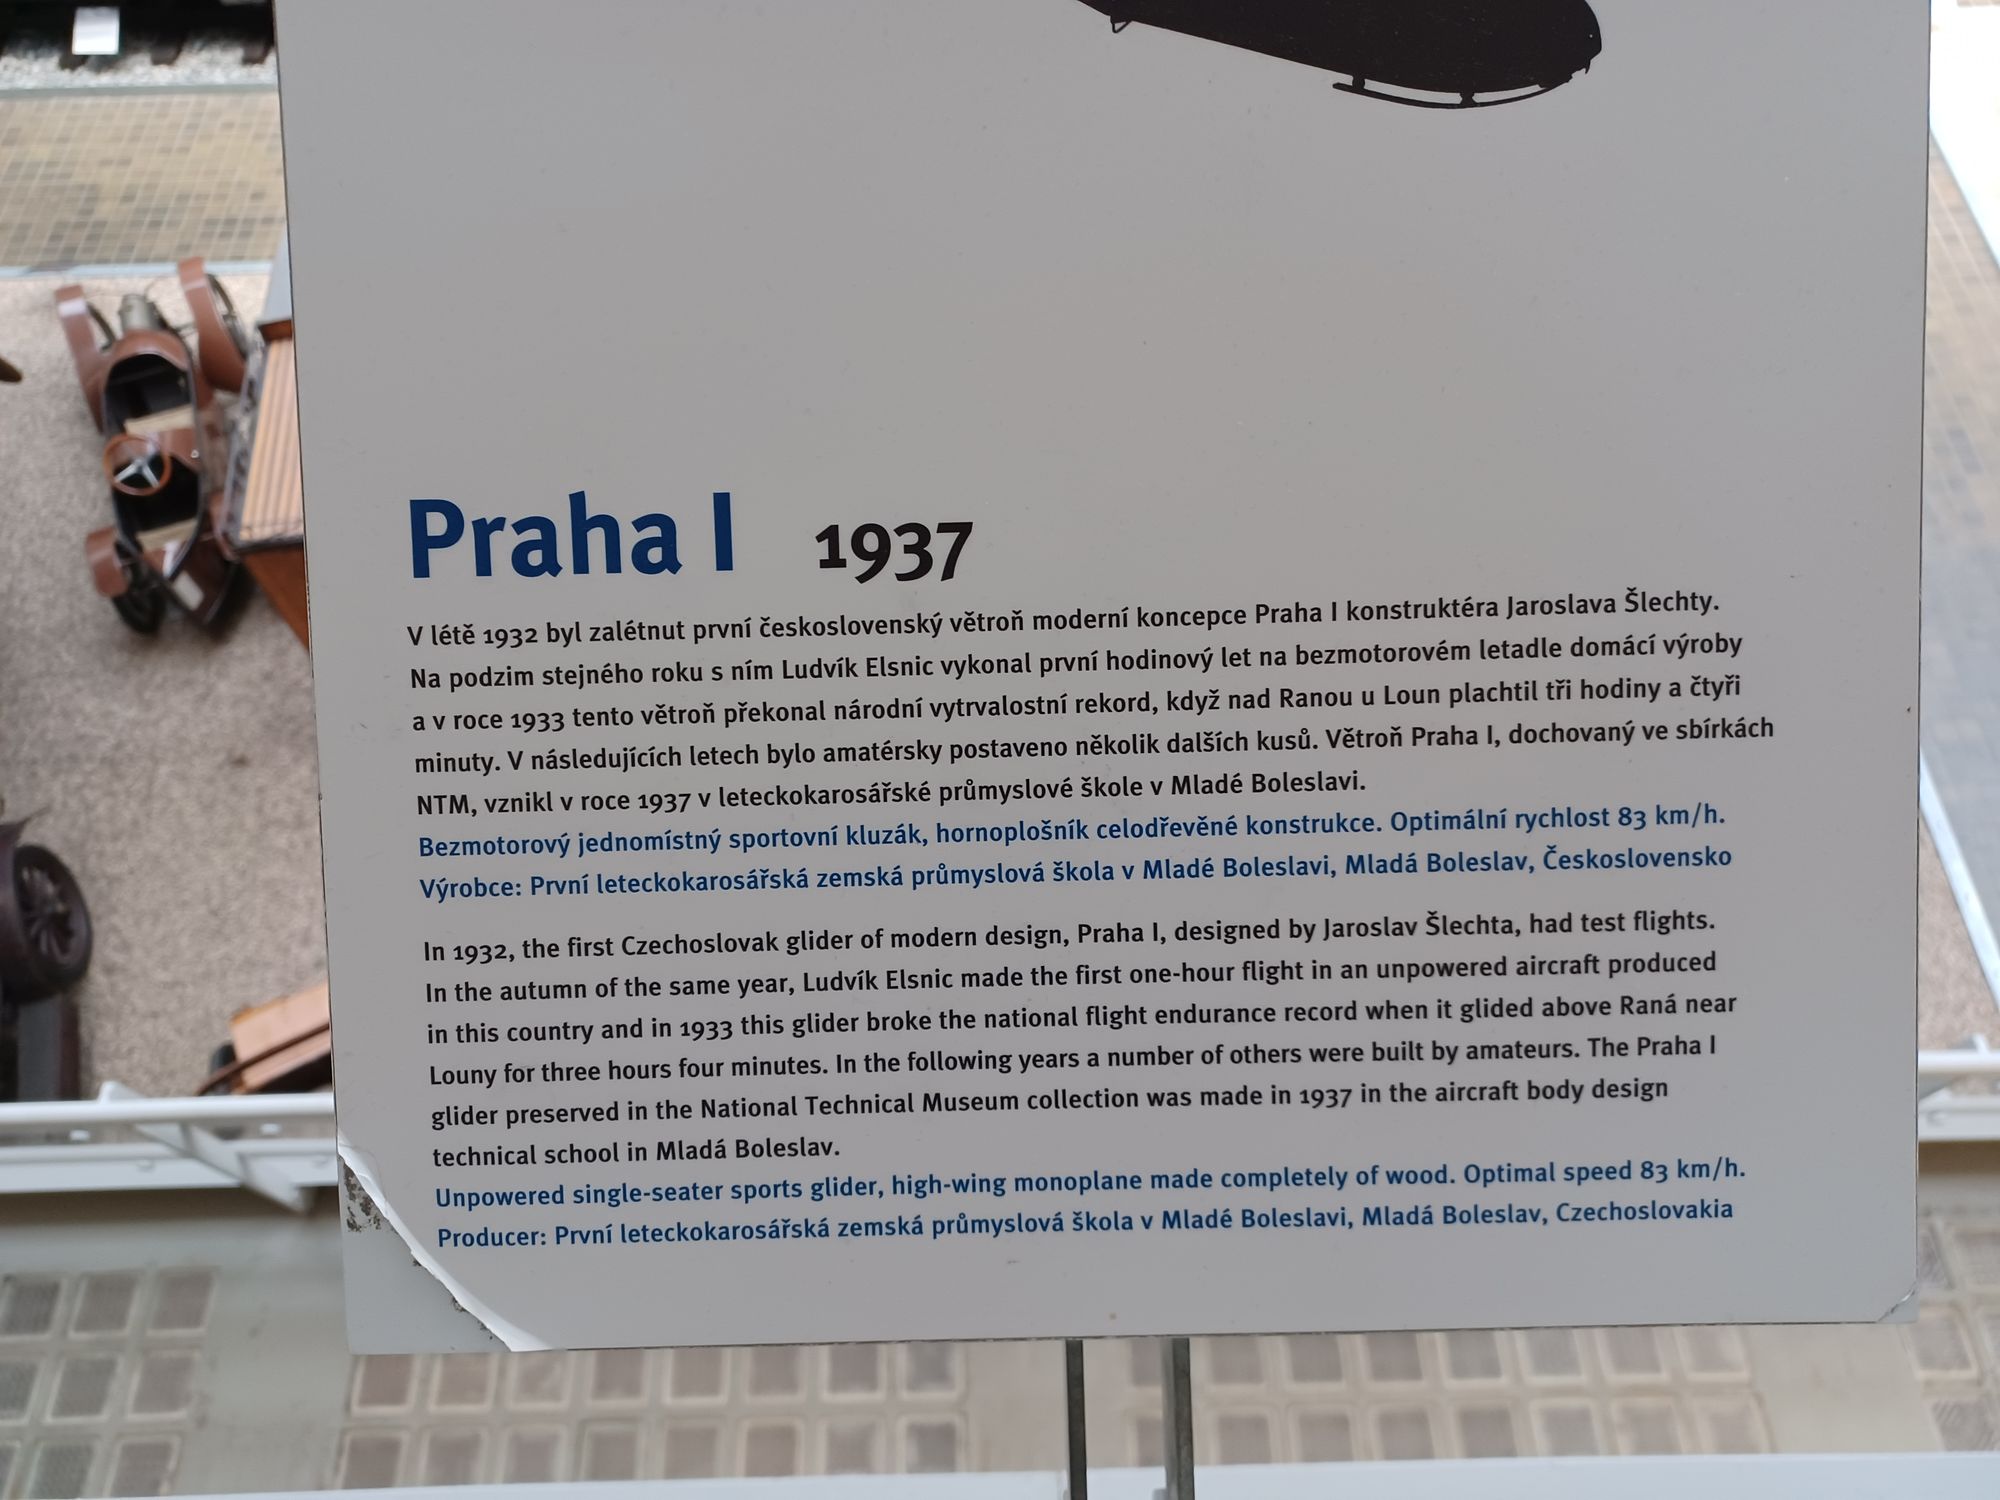 Praha I 1937
V létě 1932 byl zalétnut první československý větroň moderní koncepce Praha I konstruktéra Jaroslava Šlechty.
Na podzim stejného roku s ním Ludvík Elsnic vykonal první hodinový let na bezmotorovém letadle domácí výroby
a v roce 1933 tento větroň překonal národní vytrvalostní rekord, když nad Ranou u Loun plachtil tři hodiny a čtyři
minuty. V následujících letech bylo amatérsky postaveno několik dalších kusů. Větroň Praha I, dochovaný ve sbírkách
NTM, vznikl v roce 1937 v leteckokarosářské průmyslové škole v Mladé Boleslavi.
Bezmotorový jednomístný sportovní kluzák, hornoplošník celodřevěné konstrukce. Optimální rychlost 83 km/h.
Výrobce: První leteckokarosářská zemská průmyslová škola v Mladé Boleslavi, Mladá Boleslav, Československo
In 1932, the first Czechoslovak glider of modern design, Praha I, designed by Jaroslav Šlechta, had test flights.
In the autumn of the same year, Ludvík Elsnic made the first one-hour flight in an unpowered aircraft produced
in this country and in 1933 this glider broke the national flight endurance record when it glided above Raná near
Louny for three hours four minutes. In the following years a number of others were built by amateurs. The Praha I
glider preserved in the National Technical Museum collection was made in 1937 in the aircraft body design
technical school in Mladá Boleslav.
Unpowered single-seater sports glider, high-wing monoplane made completely of wood. Optimal speed 83 km/h.
Producer: První leteckokarosářská zemská průmyslová škola v Mladé Boleslavi, Mladá Boleslav, Czechoslovakia